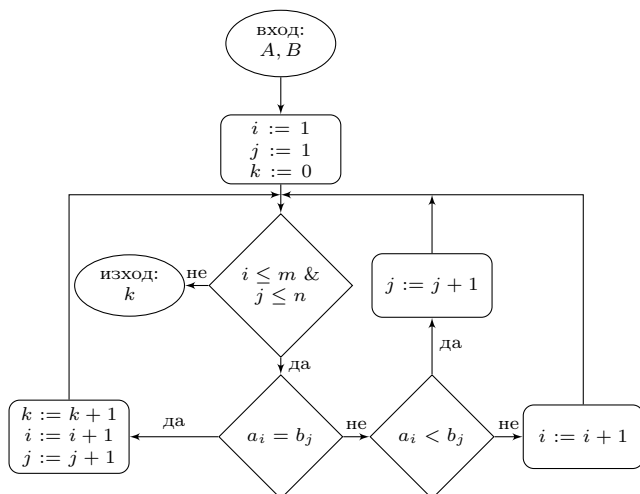 вход:
A, B
i := 1
j := 1
k := 0
изход:
k
не
i ≤ m &
j ≤ n
j := j + 1
да
да
k := k + 1
i := i + 1
j := j + 1
да
a_i = b_j
не
a_i < b_j
не
i := i + 1